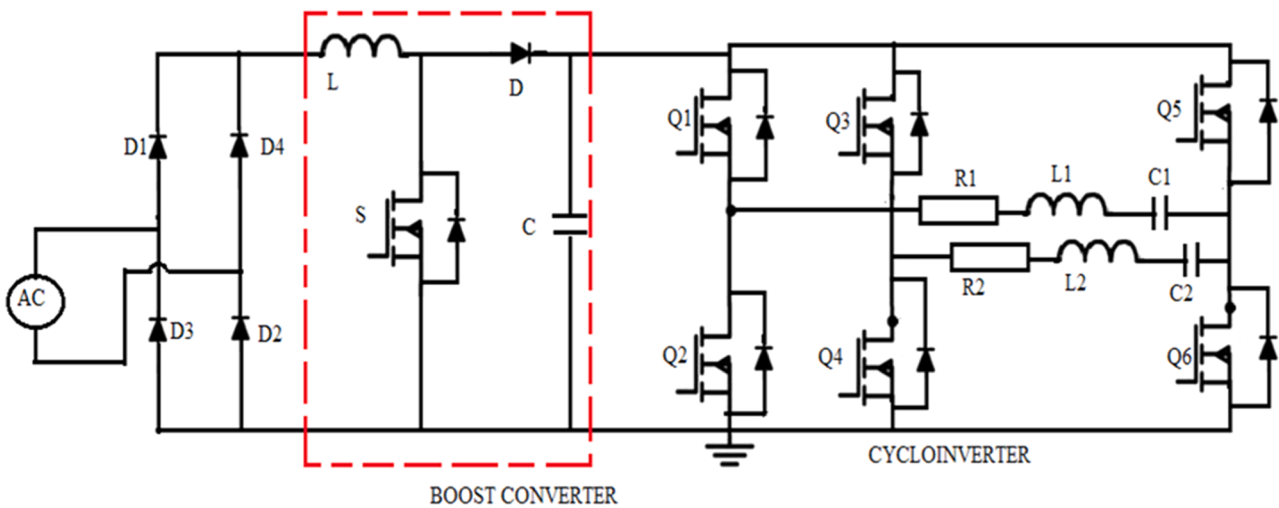 L
D
D1
D4
Q1
Q3
Q5
S
C
R1
L1
C1
AC
R2
L2
C2
D3
D2
Q2
Q4
Q6
CYCLOINVERTER
BOOST CONVERTER